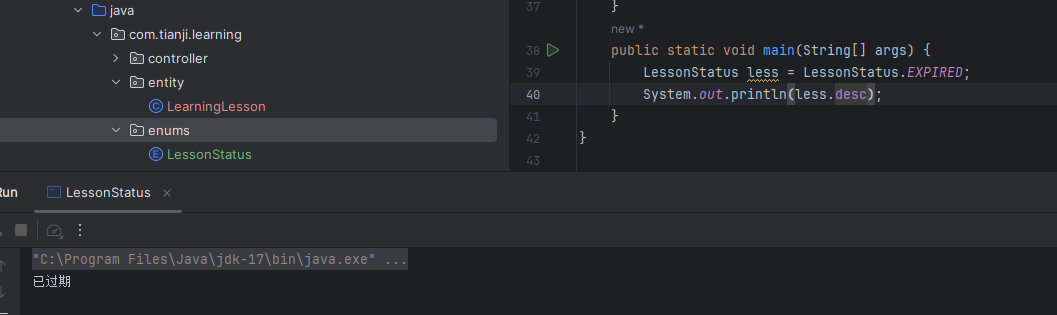 java
com.tianji.learning
controller
entity
LearningLesson
enums
LessonStatus
37 }
new *
38 public static void main(String[] args) {
39 LessonStatus less = LessonStatus.EXPIRED;
40 System.out.println(less.desc);
41 }
42 }
43
Run LessonStatus
"C:\Program Files\Java\jdk-17\bin\java.exe" ...
已过期